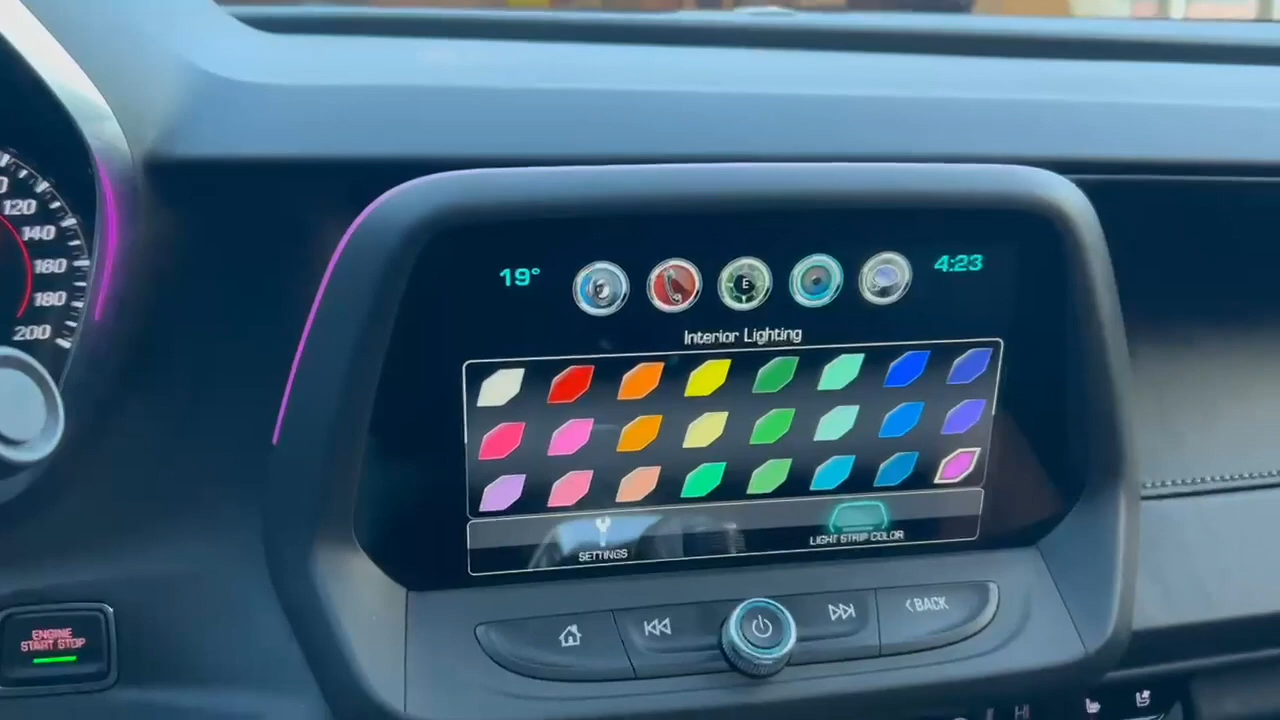 120
140
160
180
200
19°
E
4:23
Interior Lighting
SETTINGS
LIGHT STRIP COLOR
ENGINE
START STOP
<BACK